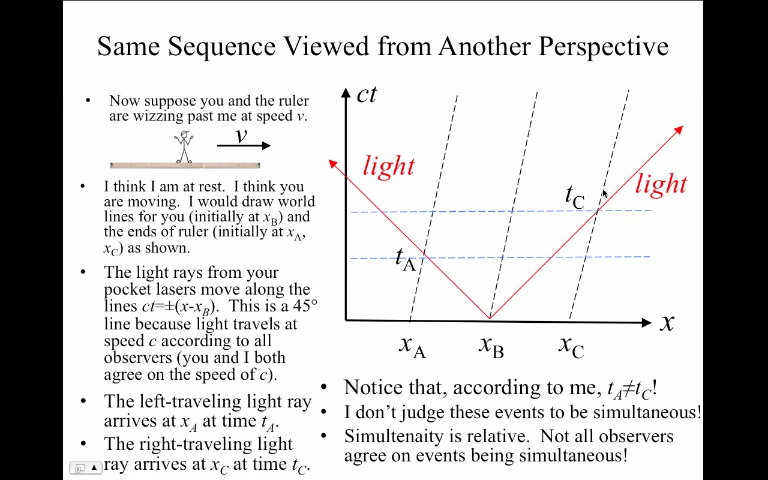 Same Sequence Viewed from Another Perspective
• Now suppose you and the ruler
are wizzing past me at speed v.
v
• I think I am at rest. I think you
are moving. I would draw world
lines for you (initially at xB) and
the ends of ruler (initially at xA,
xC) as shown.
• The light rays from your
pocket lasers move along the
lines ct=±(x-xB). This is a 45°
line because light travels at
speed c according to all
observers (you and I both
agree on the speed of c).
• The left-traveling light ray
arrives at xA at time tA.
• The right-traveling light
ray arrives at xC at time tC.
ct
light
light
tC
tA
x
xA xB xC
• Notice that, according to me, tA≠tC!
• I don’t judge these events to be simultaneous!
• Simultenaity is relative. Not all observers
agree on events being simultaneous!